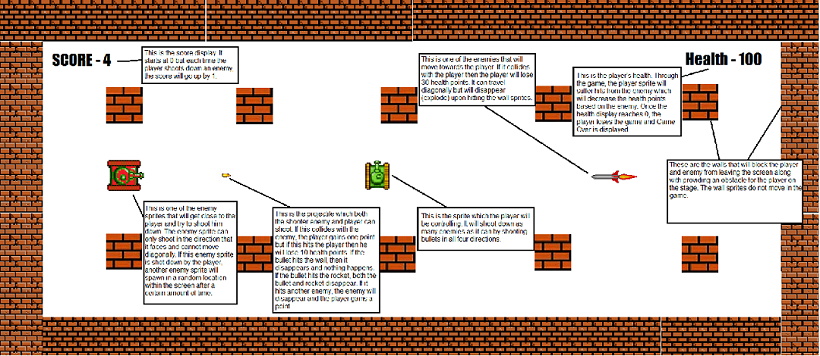 SCORE - 4
This is the score display. It
starts at 0 but each time the
player shoots down an enemy
the score will go up by 1.
This is one of the enemies that will
move towards the player. If it collides
with the player then the player will lose
30 health points. It can travel
diagonally but will disappear
(explode) upon hitting the wall sprites.
Health - 100
This is the player's health. Through
the game, the player sprite will
suffer hits from the enemy which
will decrease the health points
based on the enemy. Once the
health display reaches 0, the
player loses the game and Game
Over is displayed.
These are the walls that will block the player
and enemy from leaving the screen along
with providing an obstacle for the player on
the stage. The wall sprites do not move in the
game.
This is one of the enemy
sprites that will get close to the
player and try to shoot him
down. The enemy sprite can
only shoot in the direction that
it faces and cannot move
diagonally. If this enemy sprite
is shot down by the player,
another enemy sprite will
spawn in a random location
within the screen after a
certain amount of time.
This is the projectile which both
the shooter enemy and player can
shoot. If this collides with the
enemy, the player gains one point
but if this hits the player then he
will lose 10 health points. If the
bullet hits the wall, then it
disappears and nothing happens.
If the bullet hits the rocket, both the
bullet and rocket disappear. If it
hits another enemy, the enemy will
disappear and the player gains a
point.
This is the sprite which the player will
be controlling. It will shoot down as
many enemies as it can by shooting
bullets in all four directions.